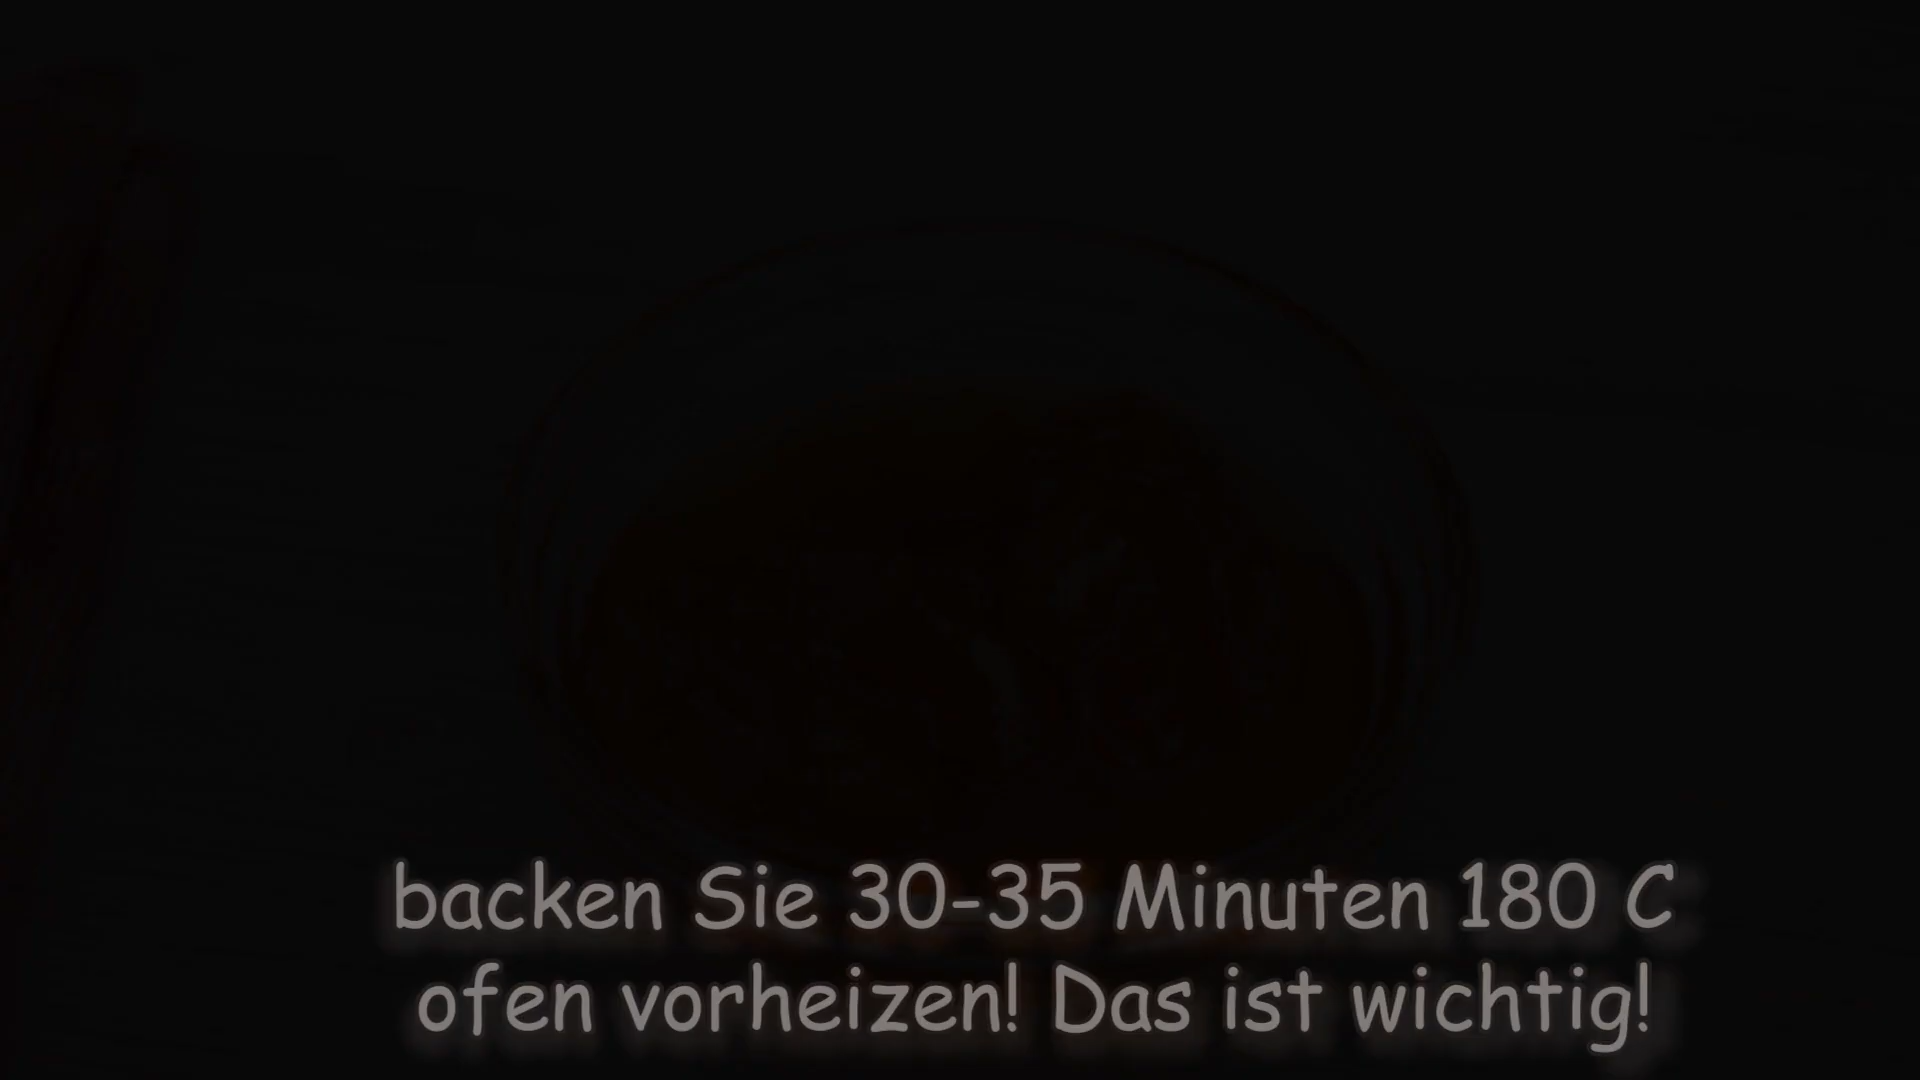 backen Sie 30-35 Minuten 180 C
ofen vorheizen! Das ist wichtig!